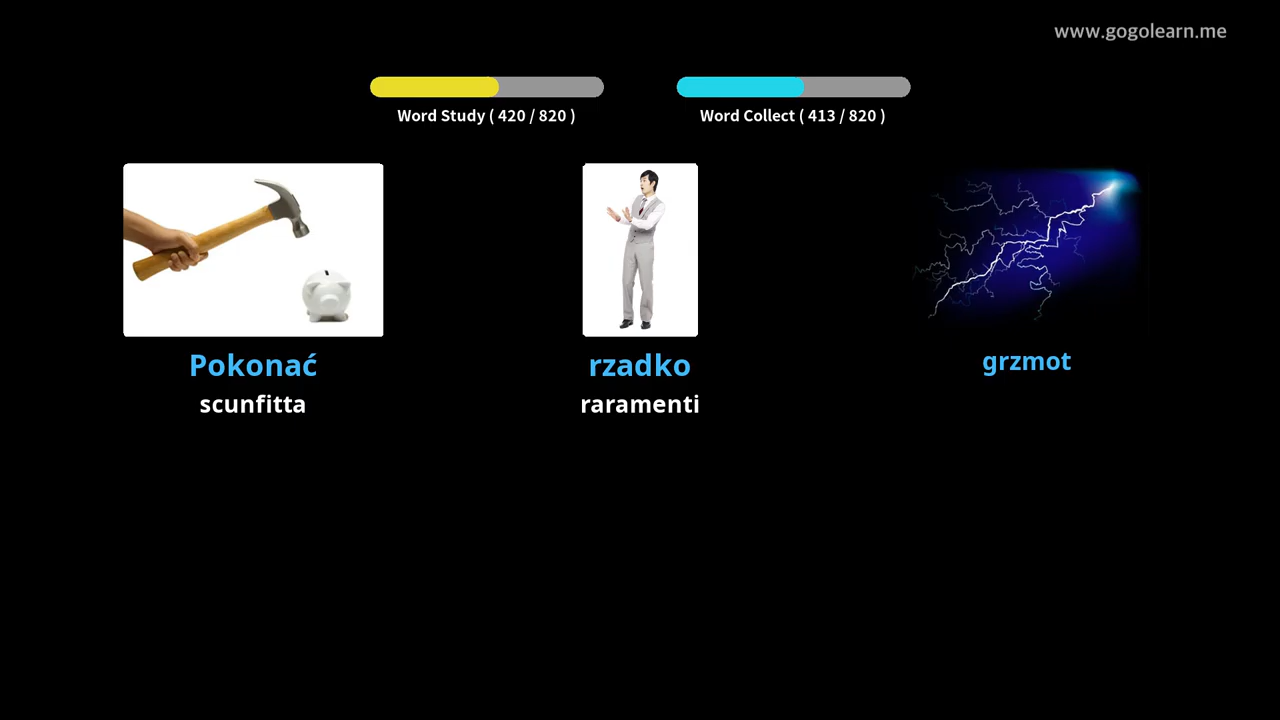 www.gogolearn.me
Word Study ( 420 / 820 )
Word Collect ( 413 / 820 )
Pokonać
rzadko
grzmot
scunfitta
raramenti